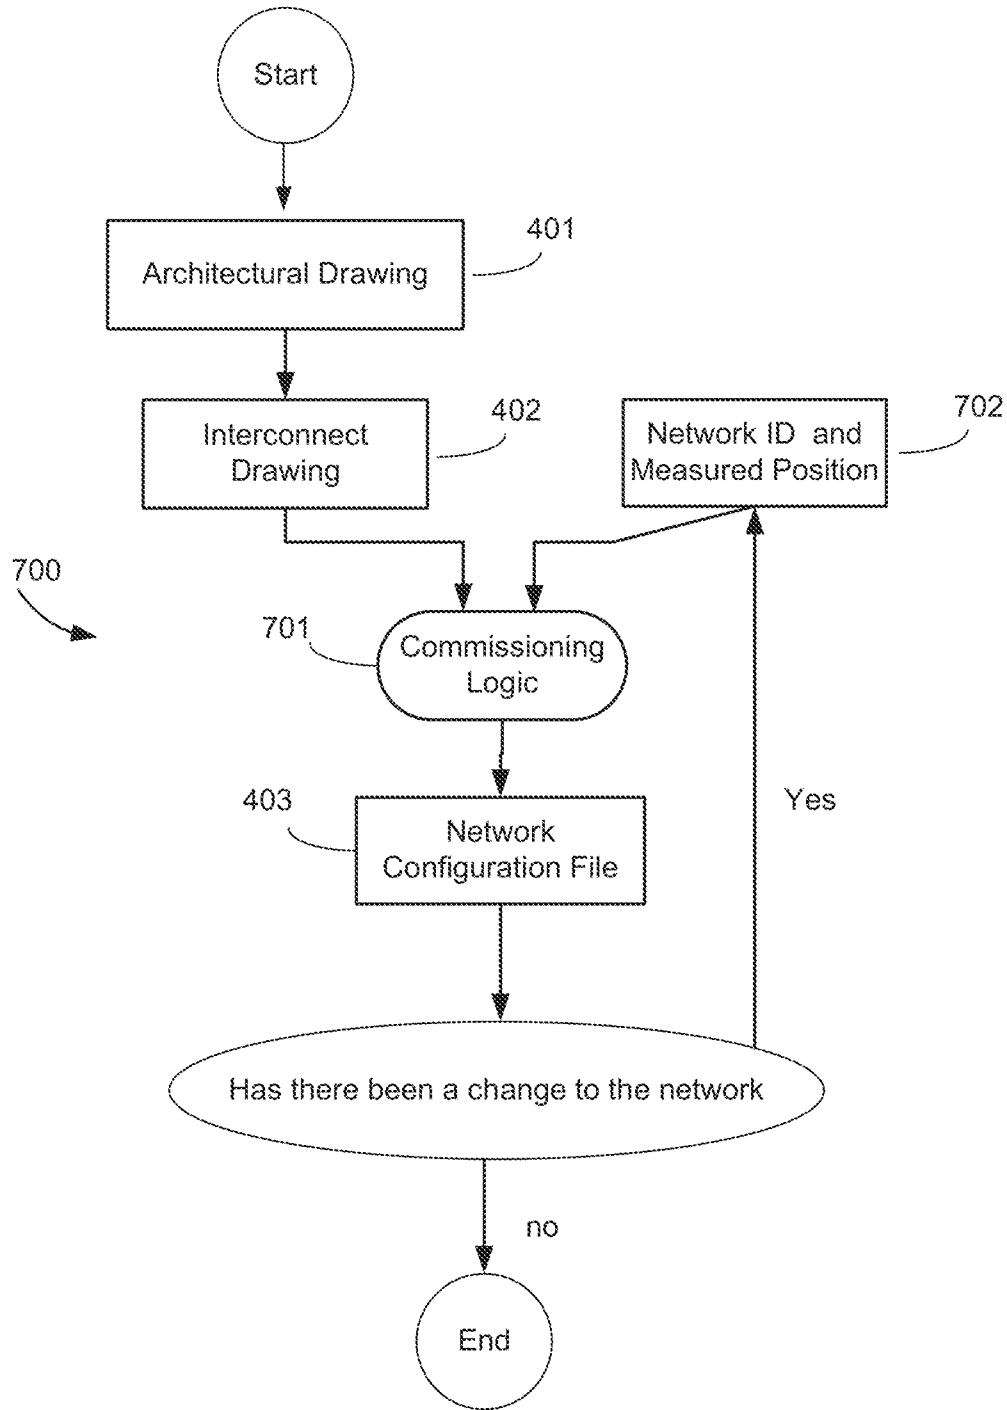 Start
401
Architectural Drawing
402
Interconnect
Drawing
702
Network ID and
Measured Position
700
701
Commissioning
Logic
403
Network
Configuration File
Yes
Has there been a change to the network
no
End